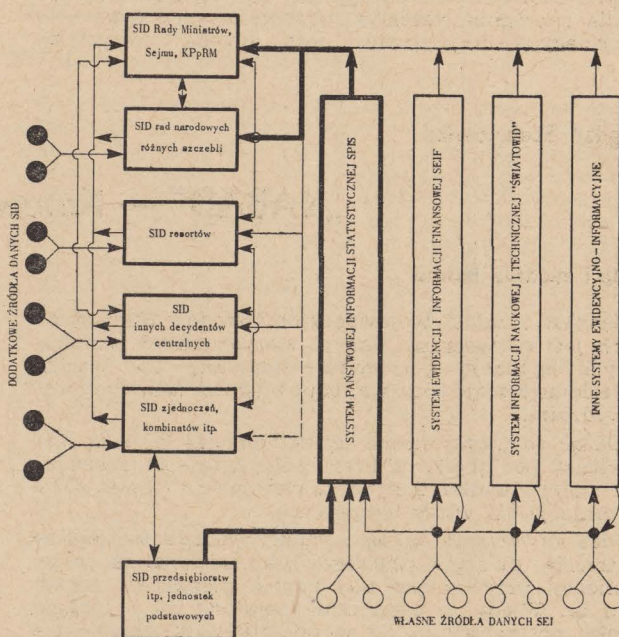 SID Rady Ministrów,
Sejmu, KPpRM
SID rad narodowych
różnych szczebli
SID resortów
SID
innych decydentów
centralnych
SID zjednoczeń,
kombinatów itp.
SID przedsiębiorstw
itp. jednostek
podstawowych
DODATKOWE ŹRÓDŁA DANYCH SID
SYSTEM PAŃSTWOWEJ INFORMACJI STATYSTYCZNEJ SPIS
SYSTEM EWIDENCJI I INFORMACJI FINANSOWEJ SEIF
SYSTEM INFORMACJI NAUKOWEJ I TECHNICZNEJ "ŚWIATOWID"
INNE SYSTEMY EWIDENCYJNO-INFORMACYJNE
WŁASNE ŹRÓDŁA DANYCH SEI